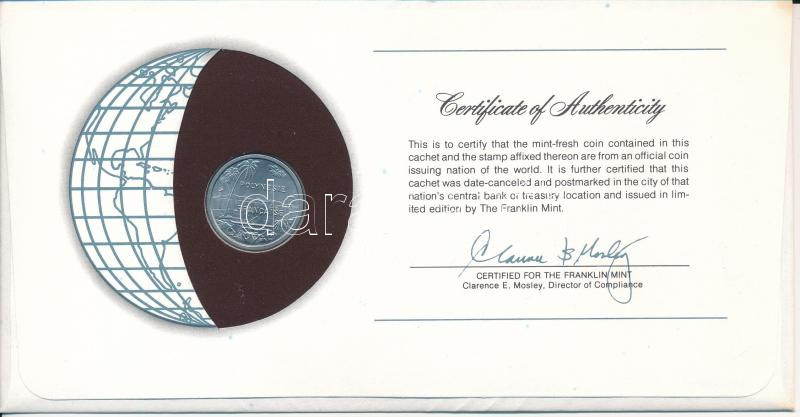 Certificate of Authenticity
This is to certify that the mint-fresh coin contained in this
cachet and the stamp affixed thereon are from an official coin
issuing nation of the world. It is further certified that this
cachet was date-canceled and postmarked in the city of that
nation's central bank or treasury location and issued in lim-
ited edition by The Franklin Mint.
POLYNESIE
FRANÇAISE
CERTIFIED FOR THE FRANKLIN MINT
Clarence E. Mosley, Director of Compliance